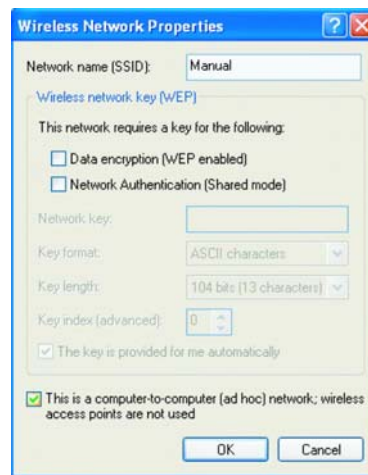 Wireless Network Properties
Network name (SSID): Manual
Wireless network key (WEP)
This network requires a key for the following:
Data encryption (WEP enabled)
Network Authentication (Shared mode)
Network key:
Key format: ASCII characters
Key length: 104 bits (13 characters)
Key index (advanced): 0
The key is provided for me automatically
This is a computer-to-computer (ad hoc) network; wireless
access points are not used
OK Cancel